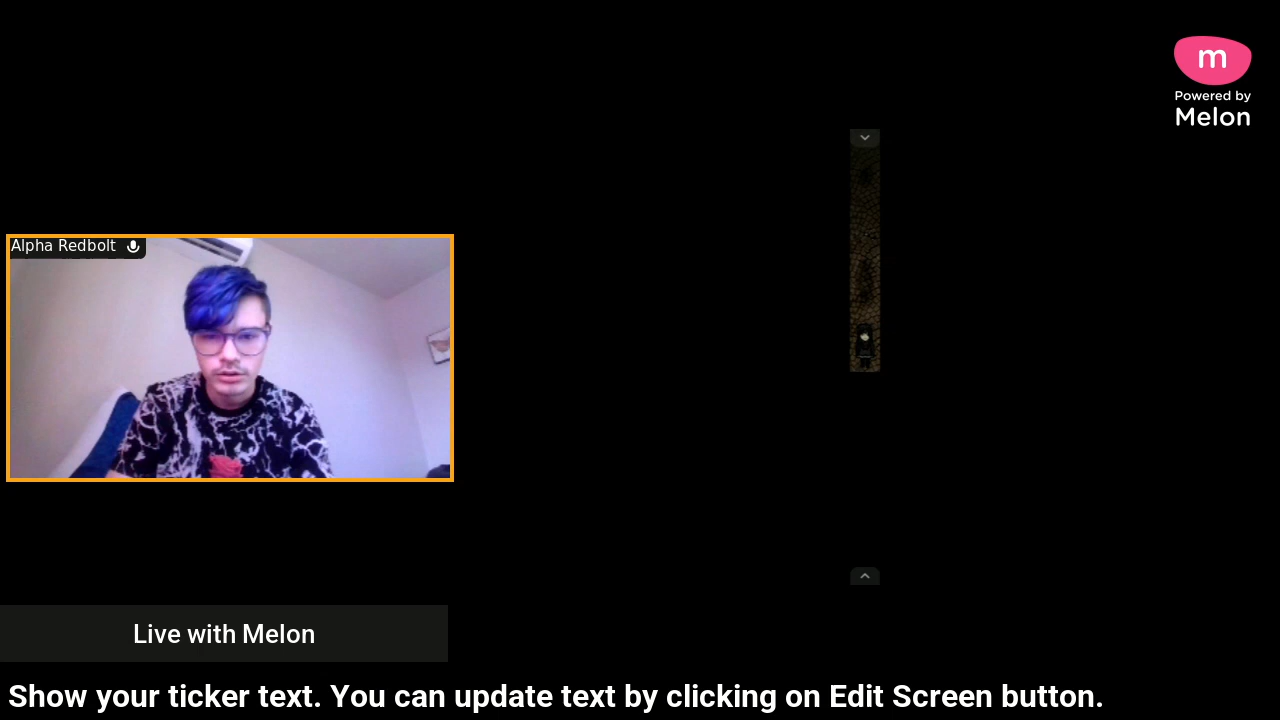 m
Powered by
Melon
Alpha Redbolt
Live with Melon
Show your ticker text. You can update text by clicking on Edit Screen button.